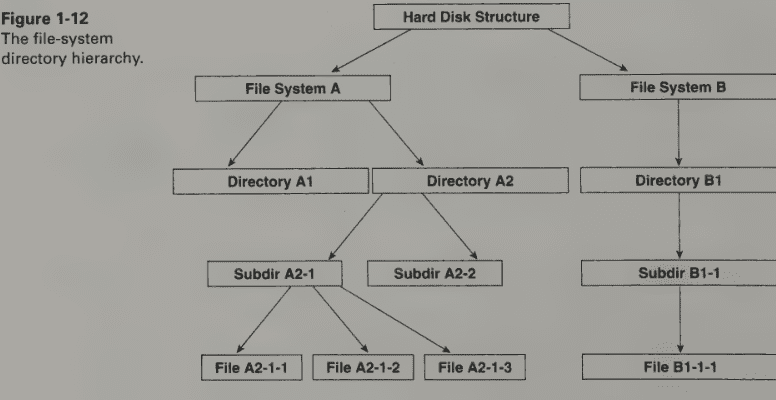 Figure 1-12
The file-system
directory hierarchy.
Hard Disk Structure
File System A
File System B
Directory A1
Directory A2
Directory B1
Subdir A2-1
Subdir A2-2
Subdir B1-1
File A2-1-1
File A2-1-2
File A2-1-3
File B1-1-1